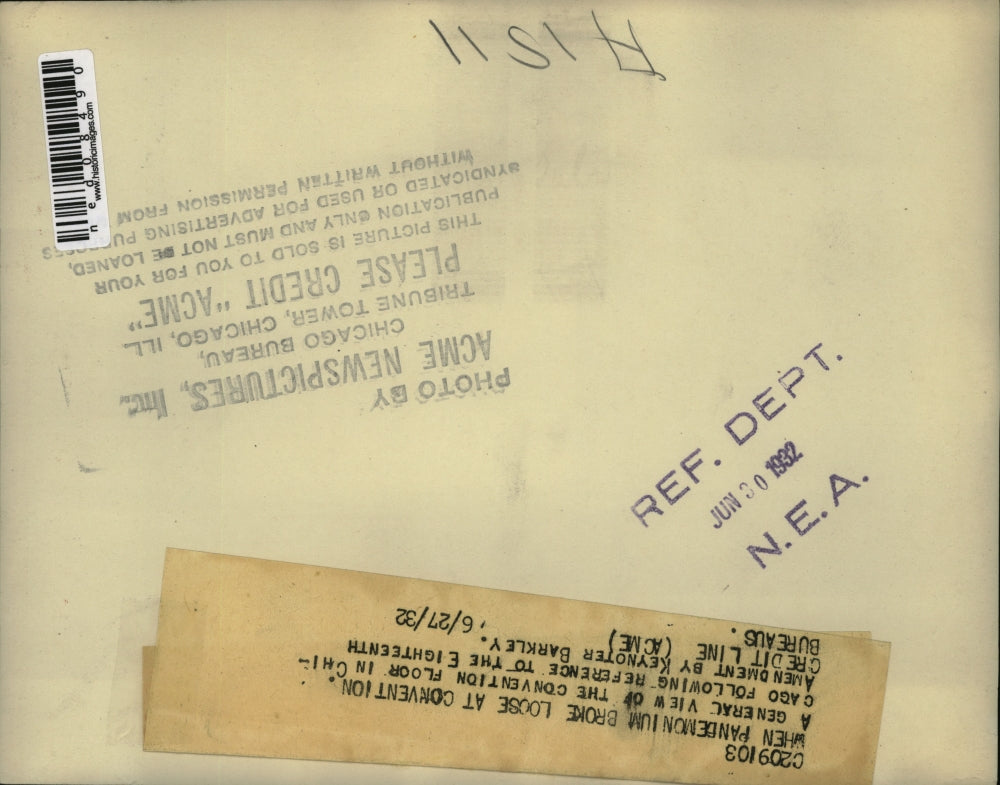 A 1511
PHOTO BY
ACME NEWSPICTURES, Inc.
CHICAGO BUREAU,
TRIBUNE TOWER, CHICAGO, ILL.
PLEASE CREDIT "ACME"
THIS PICTURE IS SOLD TO YOU FOR YOUR
PUBLICATION ONLY AND MUST NOT BE LOANED,
SYNDICATED OR USED FOR ADVERTISING PURPOSES
WITHOUT WRITTEN PERMISSION FROM
www.historicimages.com
ned08490
REF. DEPT.
JUN 30 1932
N.E.A.
C209103
WHEN PANDEMONIUM BROKE LOOSE AT CONVENTION
A GENERAL VIEW OF THE CONVENTION FLOOR IN CHI-
CAGO FOLLOWING REFERENCE TO THE EIGHTEENTH
AMENDMENT BY KEYNOTER BARKLEY.
CREDIT LINE (ACME) 6/27/32
BUREAUS.